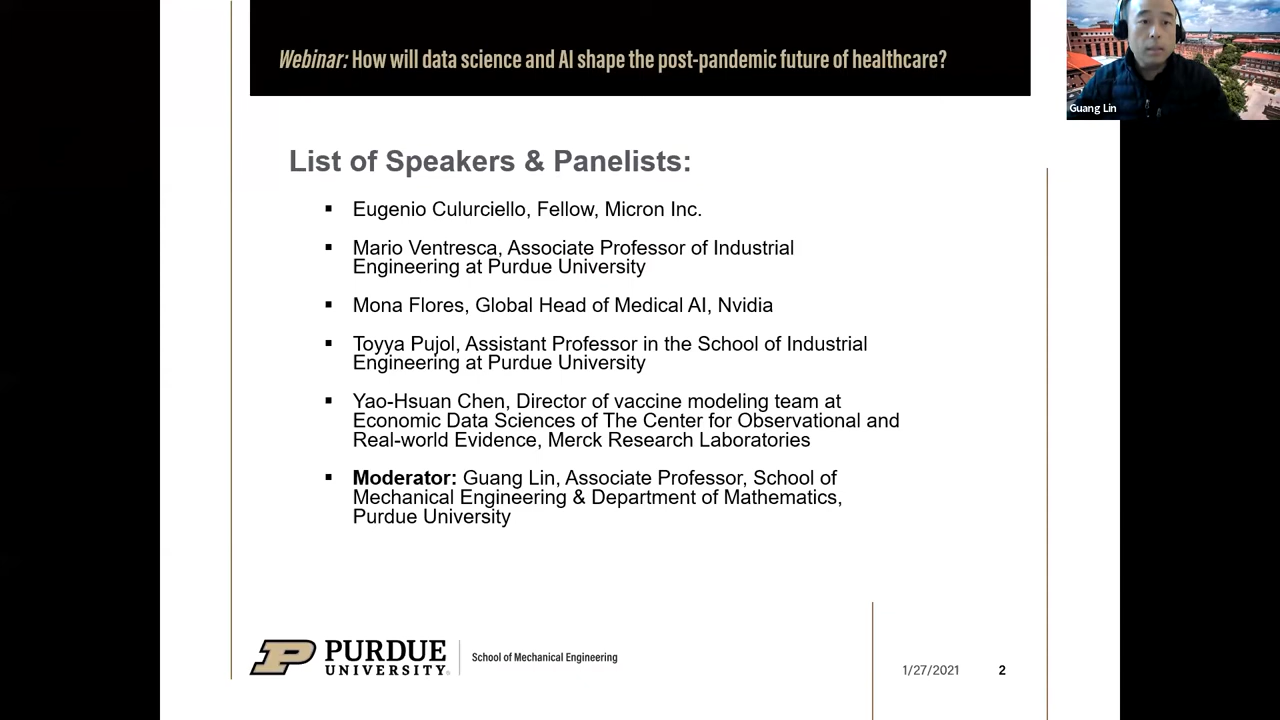 Webinar: How will data science and AI shape the post-pandemic future of healthcare?
Guang Lin
List of Speakers & Panelists:
▪ Eugenio Culurciello, Fellow, Micron Inc.
▪ Mario Ventresca, Associate Professor of Industrial
Engineering at Purdue University
▪ Mona Flores, Global Head of Medical AI, Nvidia
▪ Toyya Pujol, Assistant Professor in the School of Industrial
Engineering at Purdue University
▪ Yao-Hsuan Chen, Director of vaccine modeling team at
Economic Data Sciences of The Center for Observational and
Real-world Evidence, Merck Research Laboratories
▪ Moderator: Guang Lin, Associate Professor, School of
Mechanical Engineering & Department of Mathematics,
Purdue University
P PURDUE
UNIVERSITY®
School of Mechanical Engineering
1/27/2021
2